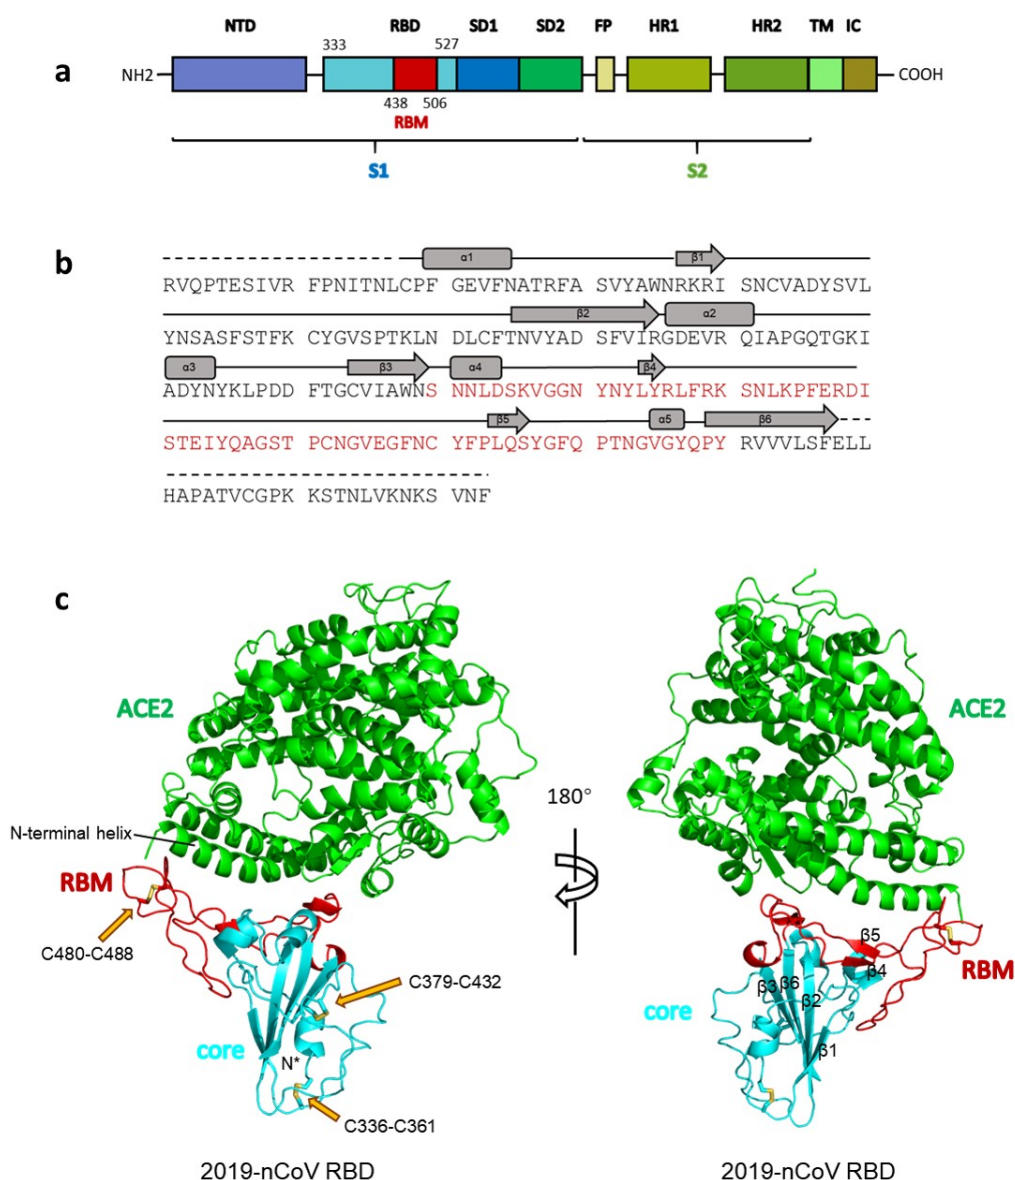 NTD RBD SD1 SD2 FP HR1 HR2 TM IC
333 527
a NH2 COOH
438 506
RBM
S1 S2
b
α1 β1
RVQPTESIVR FPNITNLCPF GEVFNATRFA SVYAWNRKRI SNCVADYSVL
β2 α2
YNSASFSTFK CYGVSPTKLN DLCFTNVYAD SFVIRGDEVR QIAPGQTGKI
α3 β3 α4 β4
ADYNYKLPDD FTGCVIAWNS NNLDSKVGGN YNYLYRLFRK SNLKPFERDI
β5 α5 β6
STEIYQAGST PCNGVEGFNC YFPLQSYGFQ PTNGVGYQPY RVVVLSFELL
HAPATVCGPK KSTNLVKNKS VNF
c
ACE2 ACE2
180°
N-terminal helix
RBM
C480-C488
C379-C432
core
N*
C336-C361
β5
β4
RBM
β3 β6
β2
core
β1
2019-nCoV RBD 2019-nCoV RBD